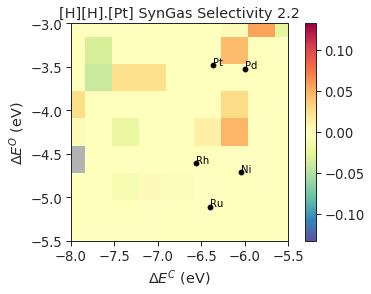 [H][H].[Pt] SynGas Selectivity 2.2
−3.0
−3.5
−4.0
−4.5
−5.0
−5.5
ΔE^O (eV)
−8.0 −7.5 −7.0 −6.5 −6.0 −5.5
ΔE^C (eV)
Pt
Pd
Rh
Ni
Ru
0.10
0.05
0.00
−0.05
−0.10